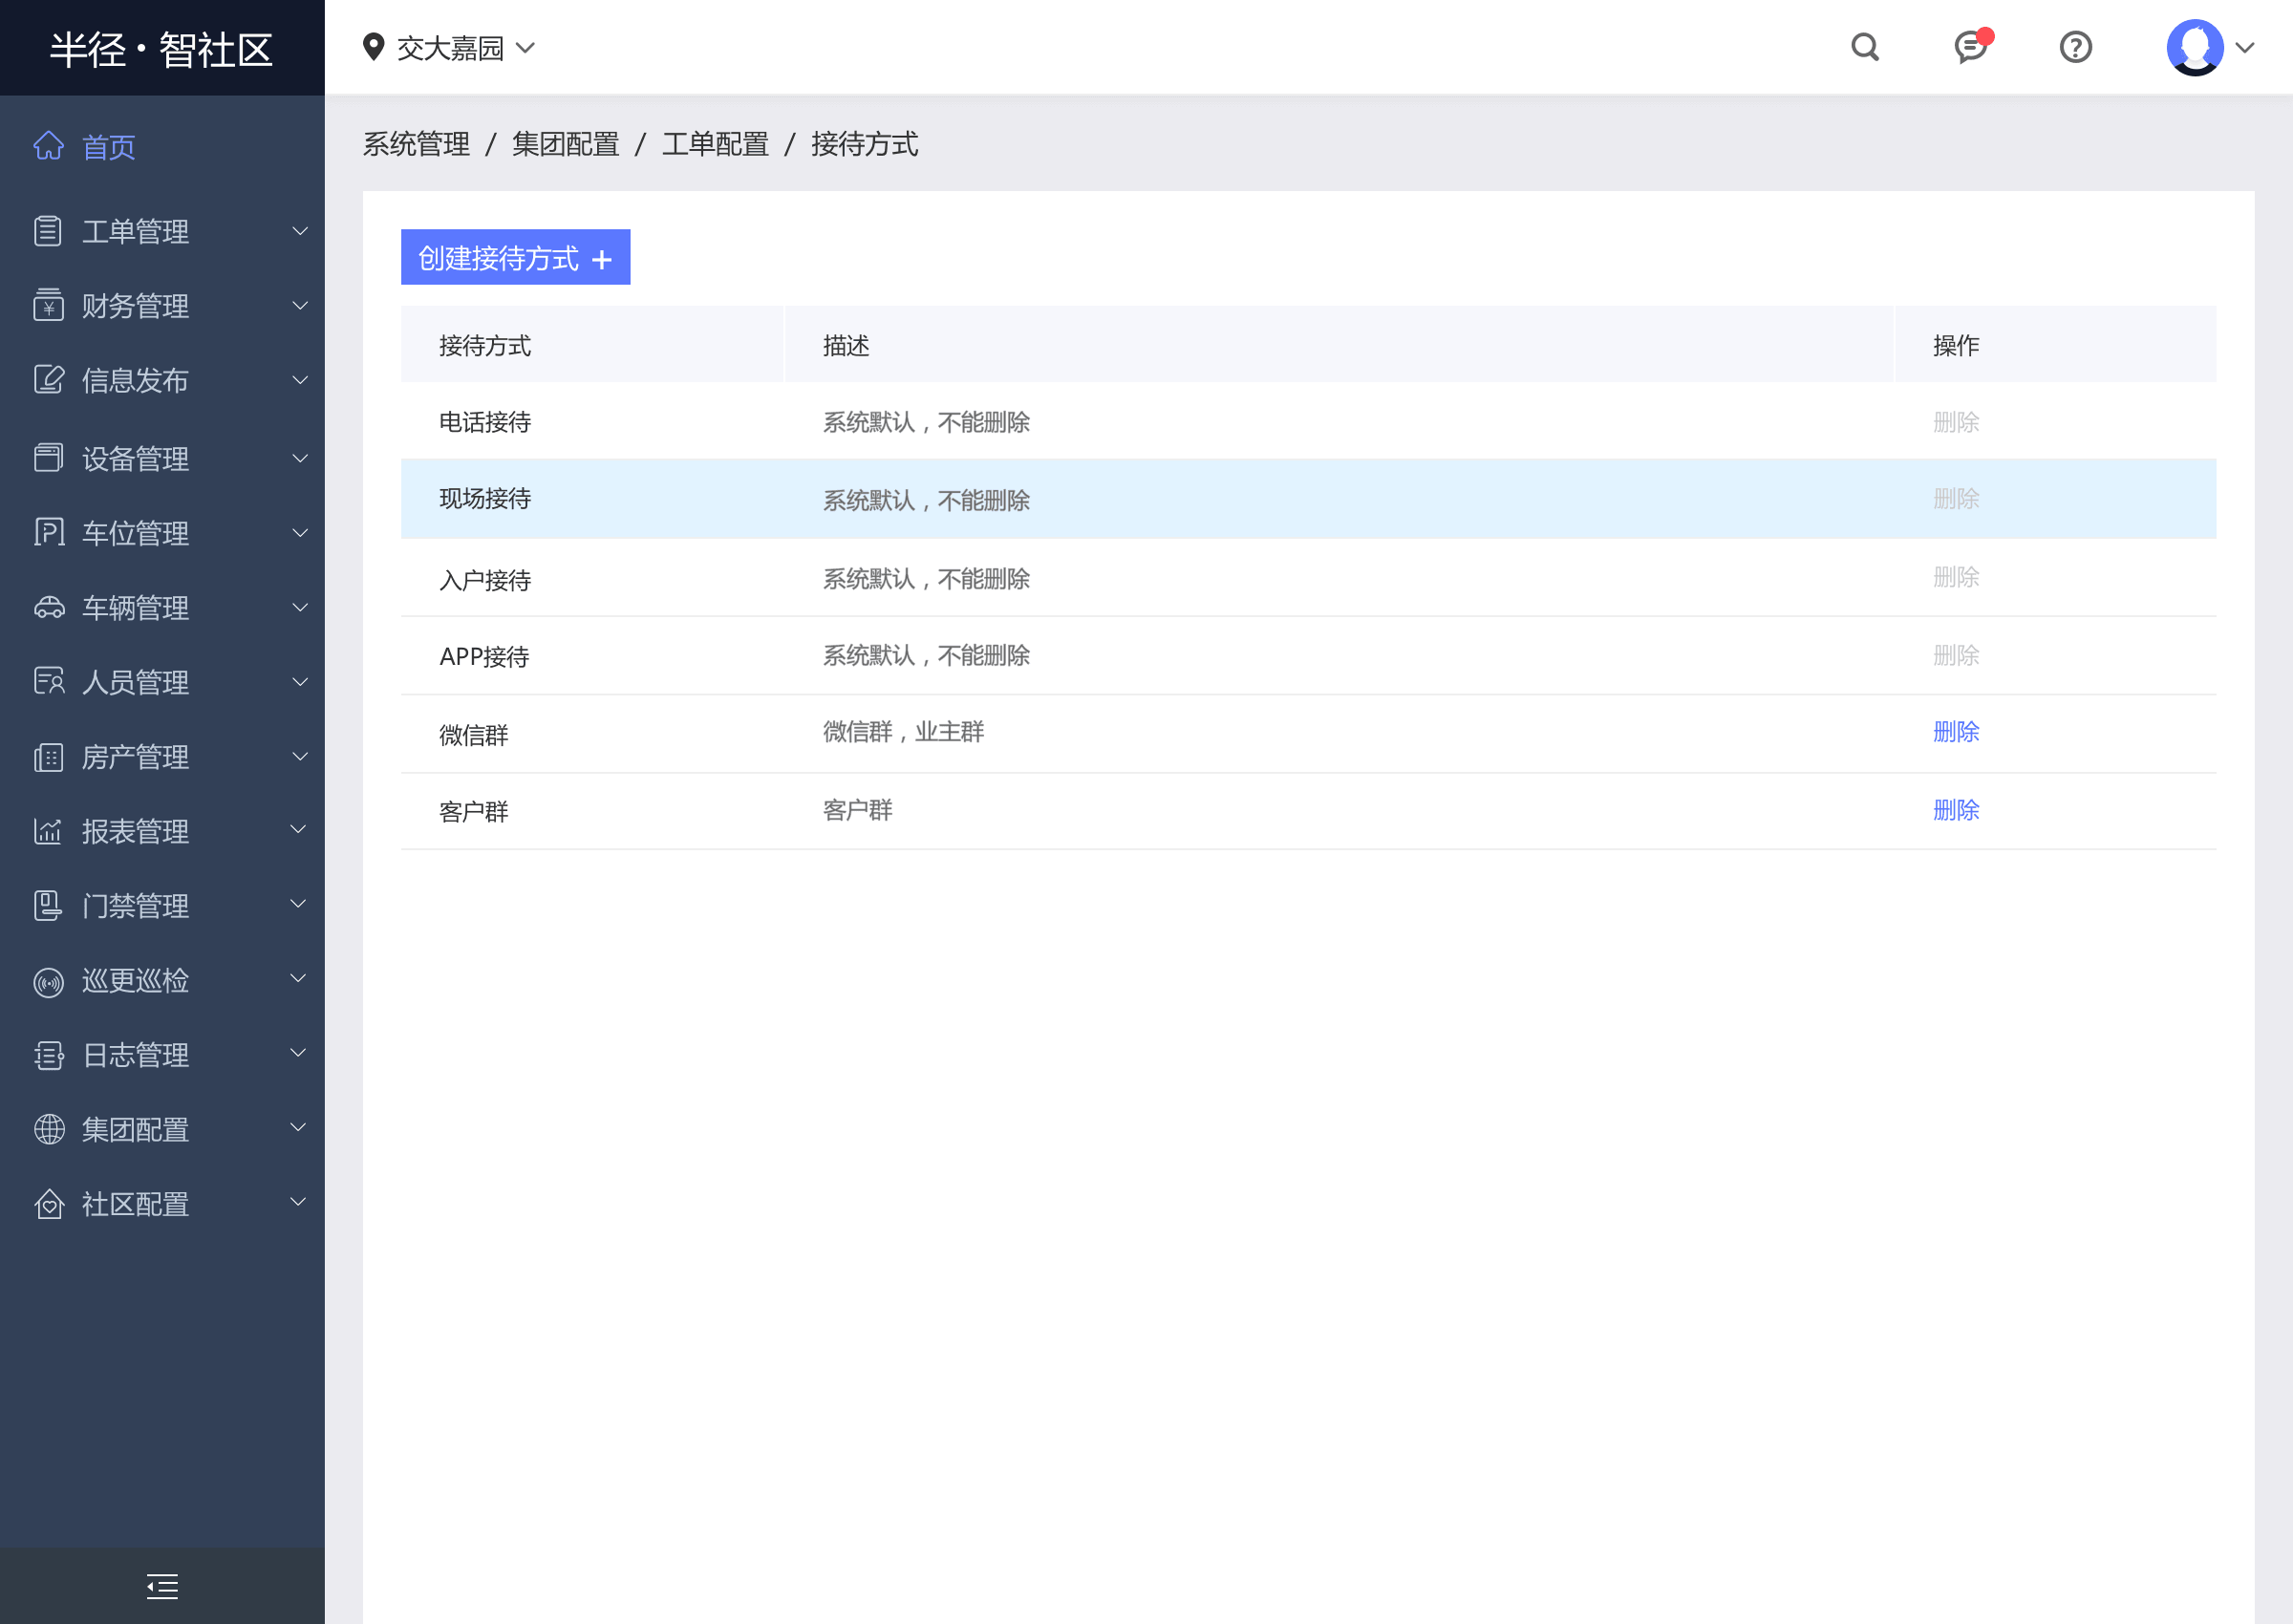 半径·智社区
交大嘉园
首页
工单管理
财务管理
信息发布
设备管理
车位管理
车辆管理
人员管理
房产管理
报表管理
门禁管理
巡更巡检
日志管理
集团配置
社区配置
系统管理 / 集团配置 / 工单配置 / 接待方式
创建接待方式 +
接待方式 描述 操作
电话接待 系统默认，不能删除 删除
现场接待 系统默认，不能删除 删除
入户接待 系统默认，不能删除 删除
APP接待 系统默认，不能删除 删除
微信群 微信群，业主群 删除
客户群 客户群 删除